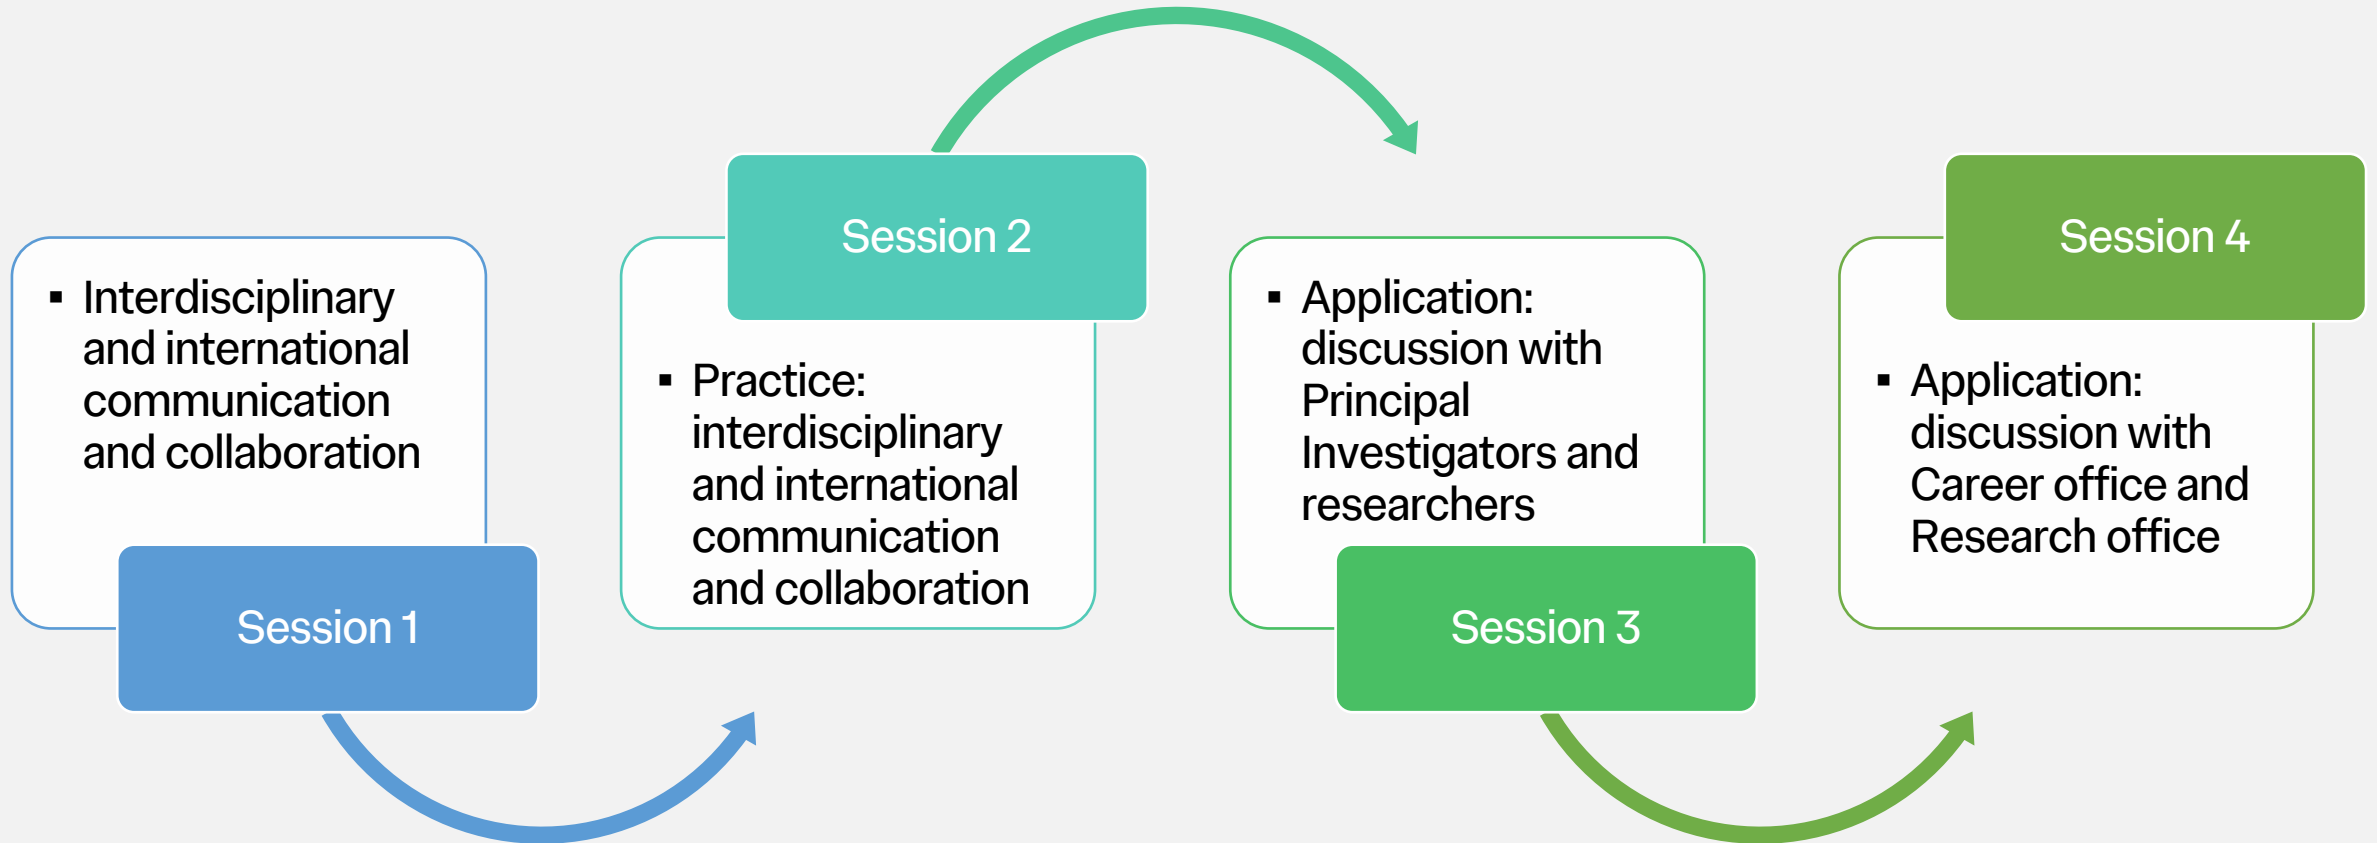 ▪ Interdisciplinary
and international
communication
and collaboration
Session 1
Session 2
▪ Practice:
interdisciplinary
and international
communication
and collaboration
▪ Application:
discussion with
Principal
Investigators and
researchers
Session 3
Session 4
▪ Application:
discussion with
Career office and
Research office